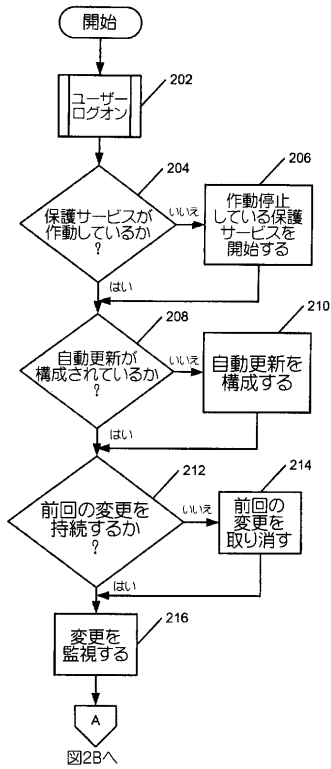 開始
202
ユーザー
ログオン
204
保護サービスが
作動しているか
?
いいえ
206
作動停止
している保護
サービスを
開始する
はい
208
自動更新が
構成されているか
?
いいえ
210
自動更新を
構成する
はい
212
前回の変更を
持続するか
?
いいえ
214
前回の
変更を
取り消す
はい
216
変更を
監視する
A
図2Bへ